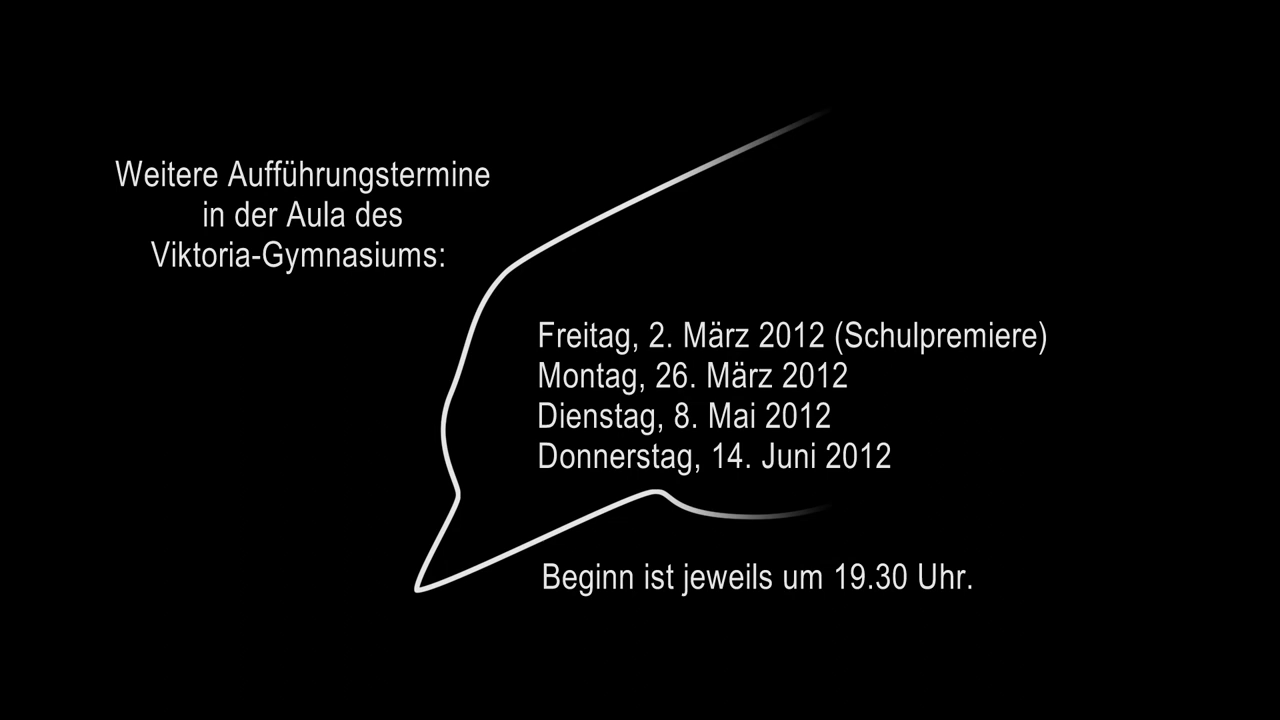 Weitere Aufführungstermine
in der Aula des
Viktoria-Gymnasiums:
Freitag, 2. März 2012 (Schulpremiere)
Montag, 26. März 2012
Dienstag, 8. Mai 2012
Donnerstag, 14. Juni 2012
Beginn ist jeweils um 19.30 Uhr.